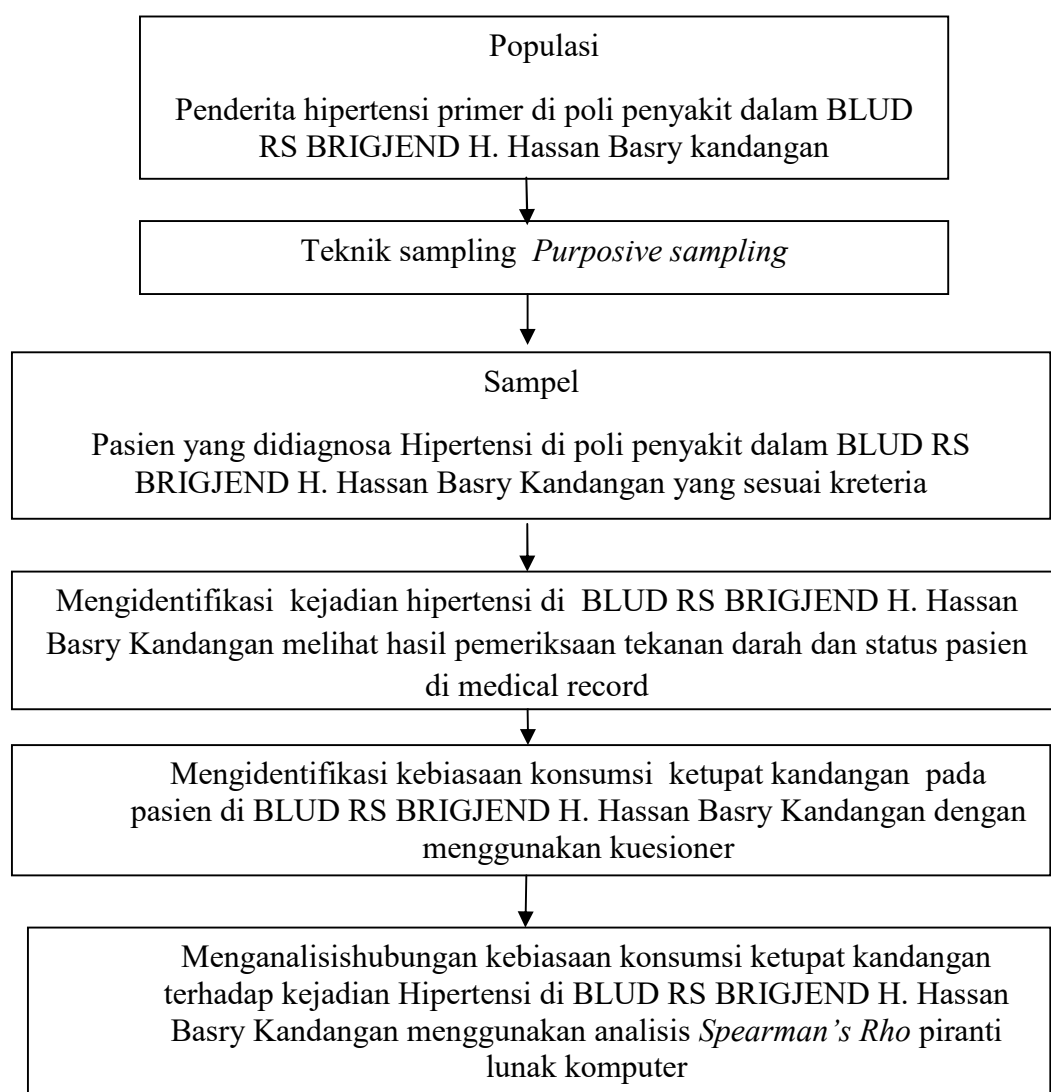 Populasi
Penderita hipertensi primer di poli penyakit dalam BLUD
RS BRIGJEND H. Hassan Basry kandangan
Teknik sampling Purposive sampling
Sampel
Pasien yang didiagnosa Hipertensi di poli penyakit dalam BLUD RS
BRIGJEND H. Hassan Basry Kandangan yang sesuai kreteria
Mengidentifikasi kejadian hipertensi di BLUD RS BRIGJEND H. Hassan
Basry Kandangan melihat hasil pemeriksaan tekanan darah dan status pasien
di medical record
Mengidentifikasi kebiasaan konsumsi ketupat kandangan pada
pasien di BLUD RS BRIGJEND H. Hassan Basry Kandangan dengan
menggunakan kuesioner
Menganalisishubungan kebiasaan konsumsi ketupat kandangan
terhadap kejadian Hipertensi di BLUD RS BRIGJEND H. Hassan
Basry Kandangan menggunakan analisis Spearman’s Rho piranti
lunak komputer